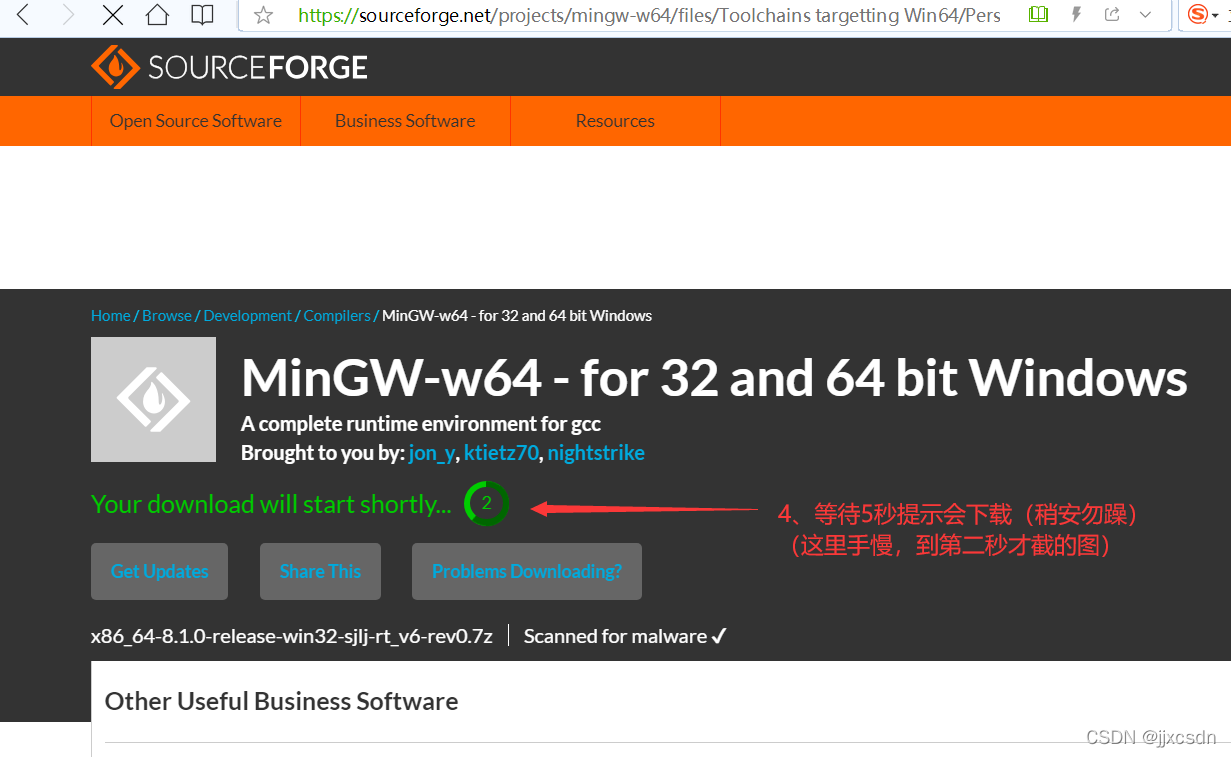 https://sourceforge.net/projects/mingw-w64/files/Toolchains targetting Win64/Pers
SOURCEFORGE
Open Source Software
Business Software
Resources
Home / Browse / Development / Compilers / MinGW-w64 - for 32 and 64 bit Windows
MinGW-w64 - for 32 and 64 bit Windows
A complete runtime environment for gcc
Brought to you by: jon_y, ktietz70, nightstrike
Your download will start shortly... 2
4、等待5秒提示会下载（稍安勿躁）
（这里手慢，到第二秒才截的图）
Get Updates
Share This
Problems Downloading?
x86_64-8.1.0-release-win32-sjlj-rt_v6-rev0.7z
Scanned for malware ✓
Other Useful Business Software
CSDN @jjxcsdn